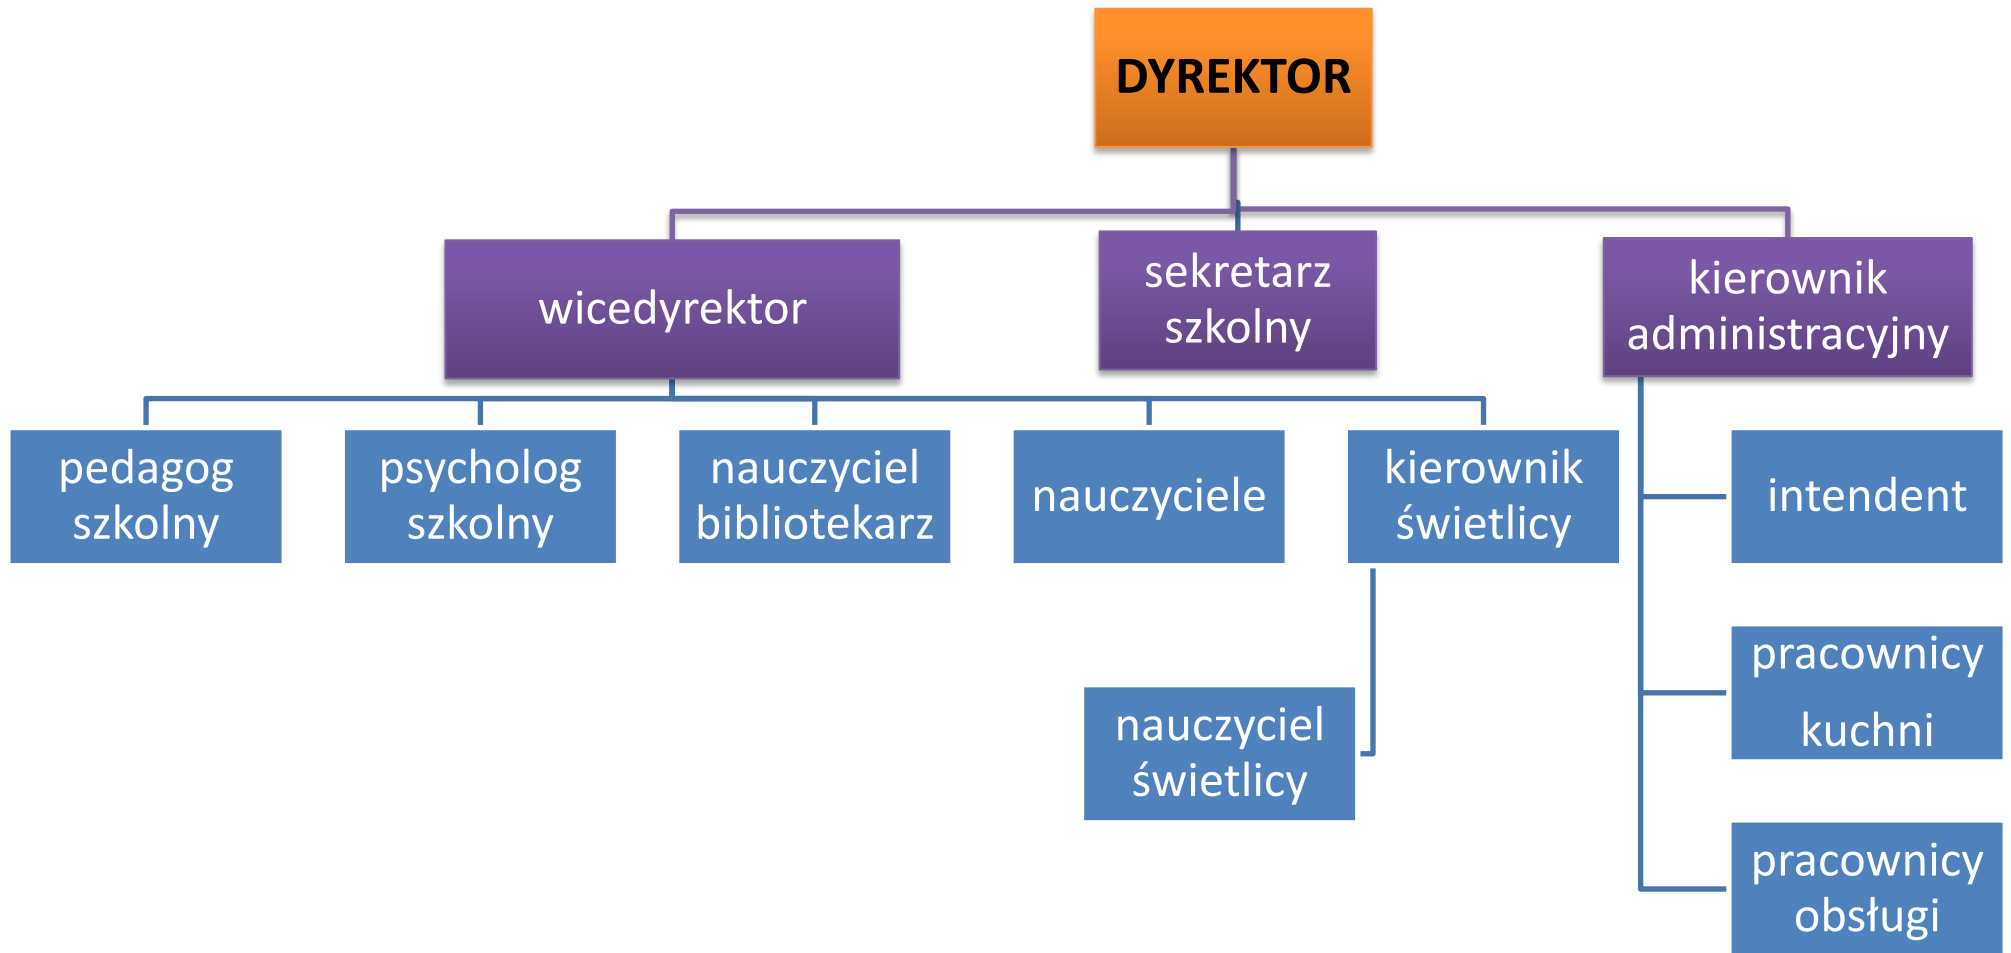 DYREKTOR
wicedyrektor
sekretarz
szkolny
kierownik
administracyjny
pedagog
szkolny
psycholog
szkolny
nauczyciel
bibliotekarz
nauczyciele
kierownik
świetlicy
intendent
nauczyciel
świetlicy
pracownicy
kuchni
pracownicy
obsługi